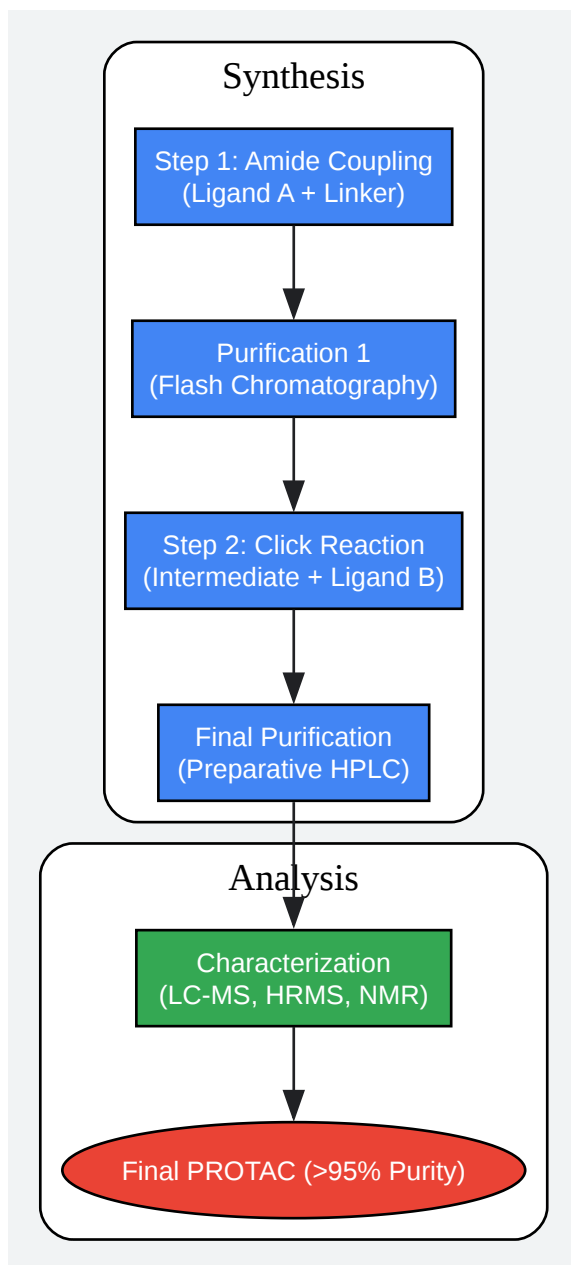 Synthesis
Step 1: Amide Coupling
(Ligand A + Linker)
Purification 1
(Flash Chromatography)
Step 2: Click Reaction
(Intermediate + Ligand B)
Final Purification
(Preparative HPLC)
Analysis
Characterization
(LC-MS, HRMS, NMR)
Final PROTAC (>95% Purity)